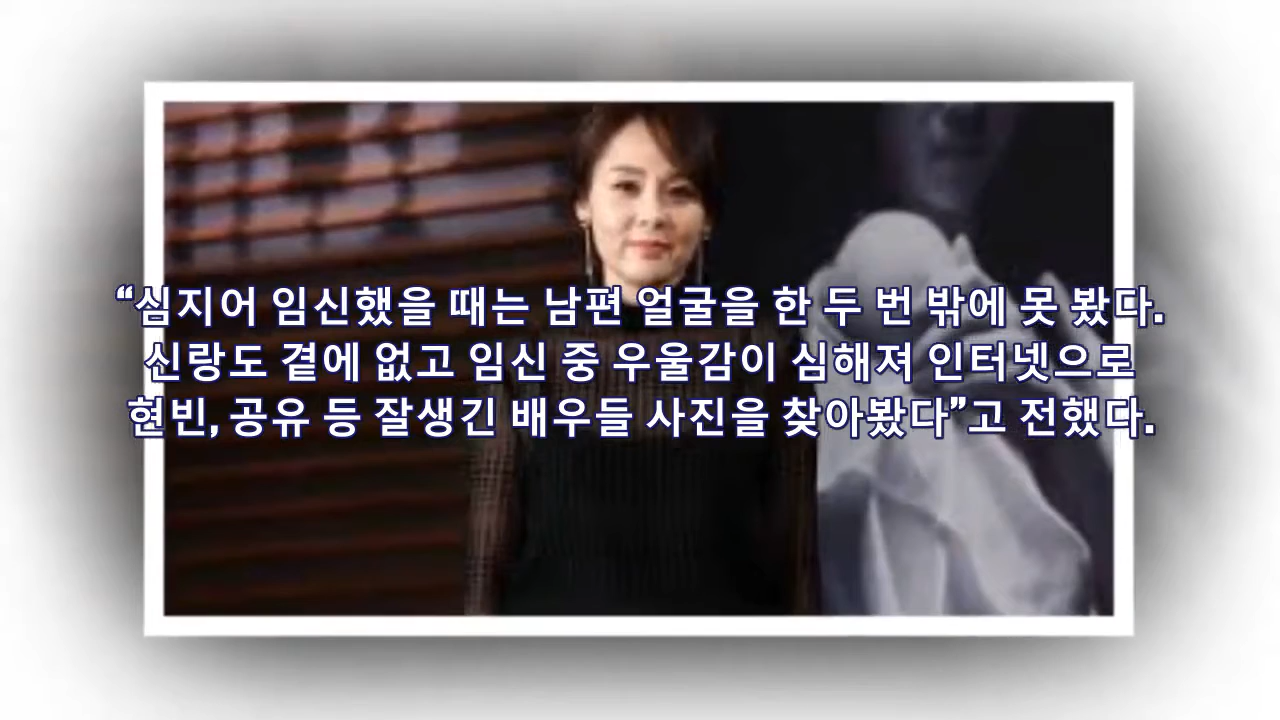 “심지어 임신했을 때는 남편 얼굴을 한 두 번 밖에 못 봤다.
신랑도 곁에 없고 임신 중 우울감이 심해져 인터넷으로
현빈, 공유 등 잘생긴 배우들 사진을 찾아봤다”고 전했다.